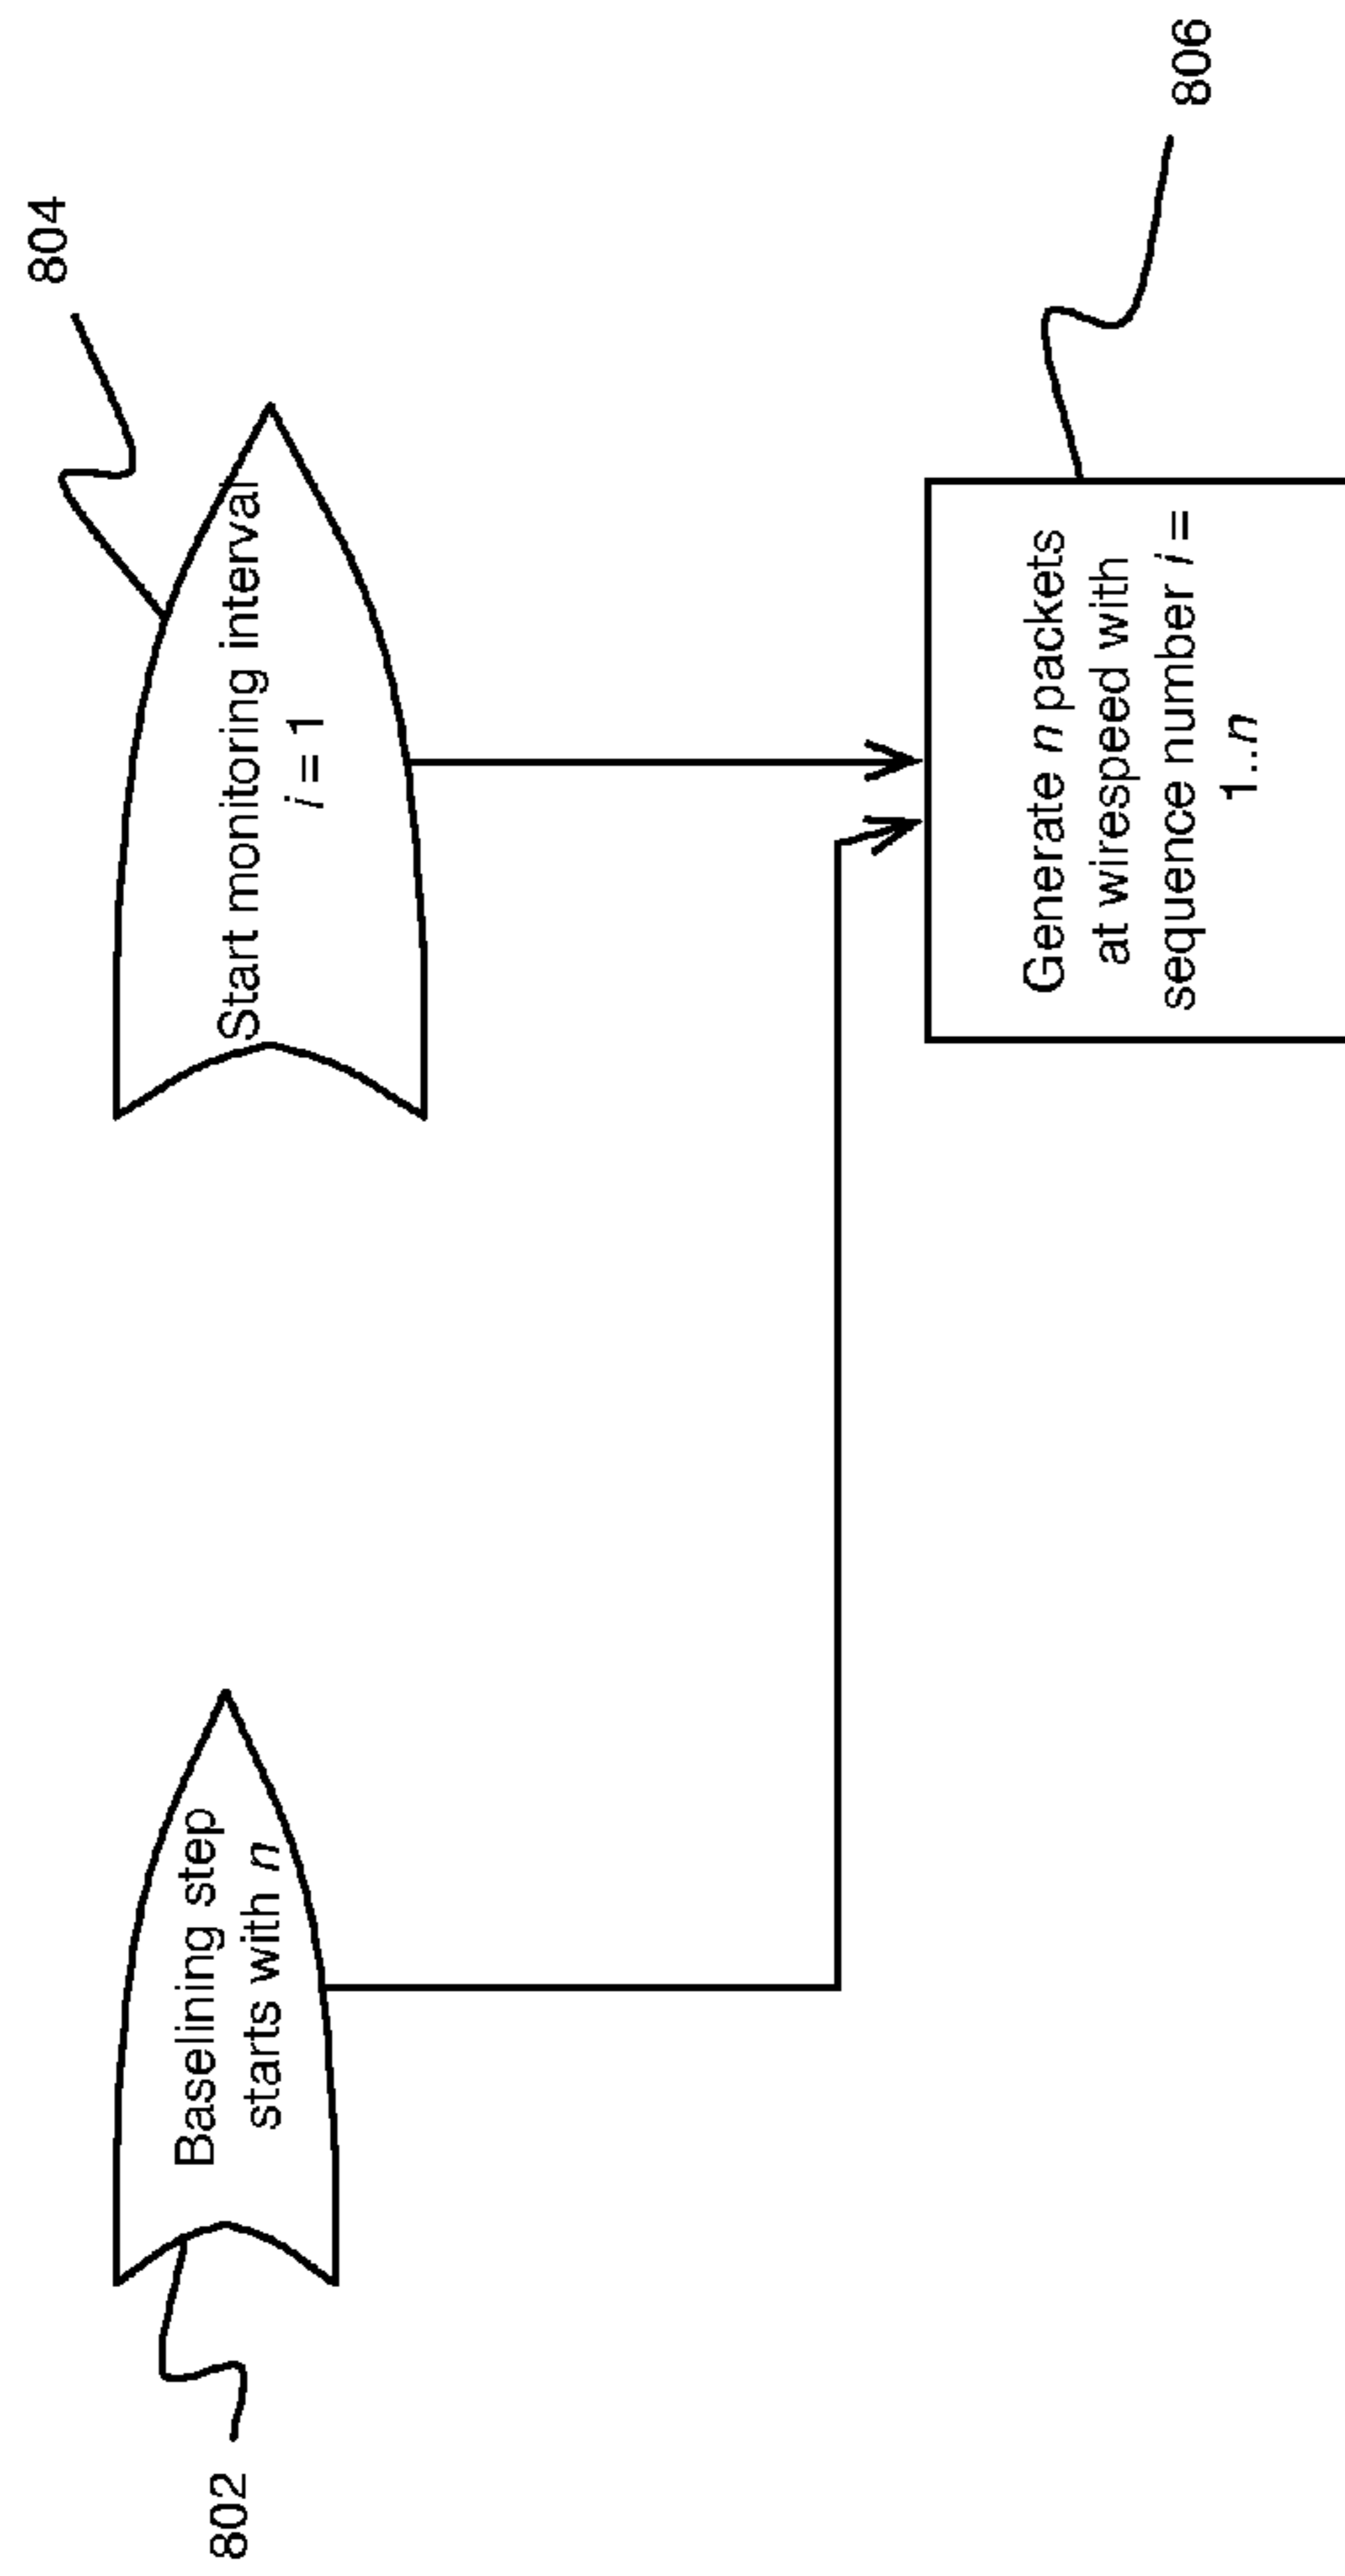 802
Baselining step
starts with n
804
Start monitoring interval
i = 1
806
Generate n packets
at wirespeed with
sequence number i =
1..n